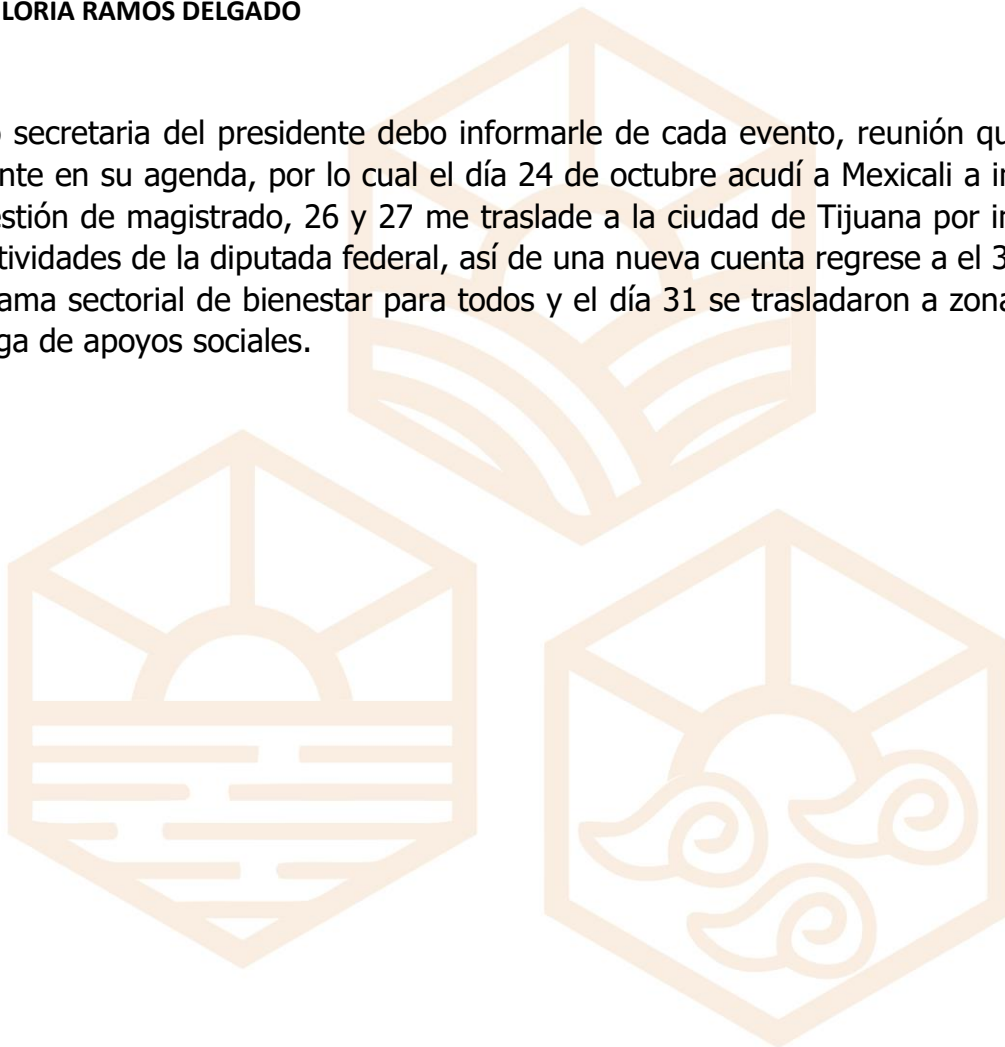 LORIA RAMOS DELGADO
o secretaria del presidente debo informarle de cada evento, reunión qu
nte en su agenda, por lo cual el día 24 de octubre acudí a Mexicali a in
estión de magistrado, 26 y 27 me traslade a la ciudad de Tijuana por in
tividades de la diputada federal, así de una nueva cuenta regrese a el 3
ama sectorial de bienestar para todos y el día 31 se trasladaron a zona
ga de apoyos sociales.